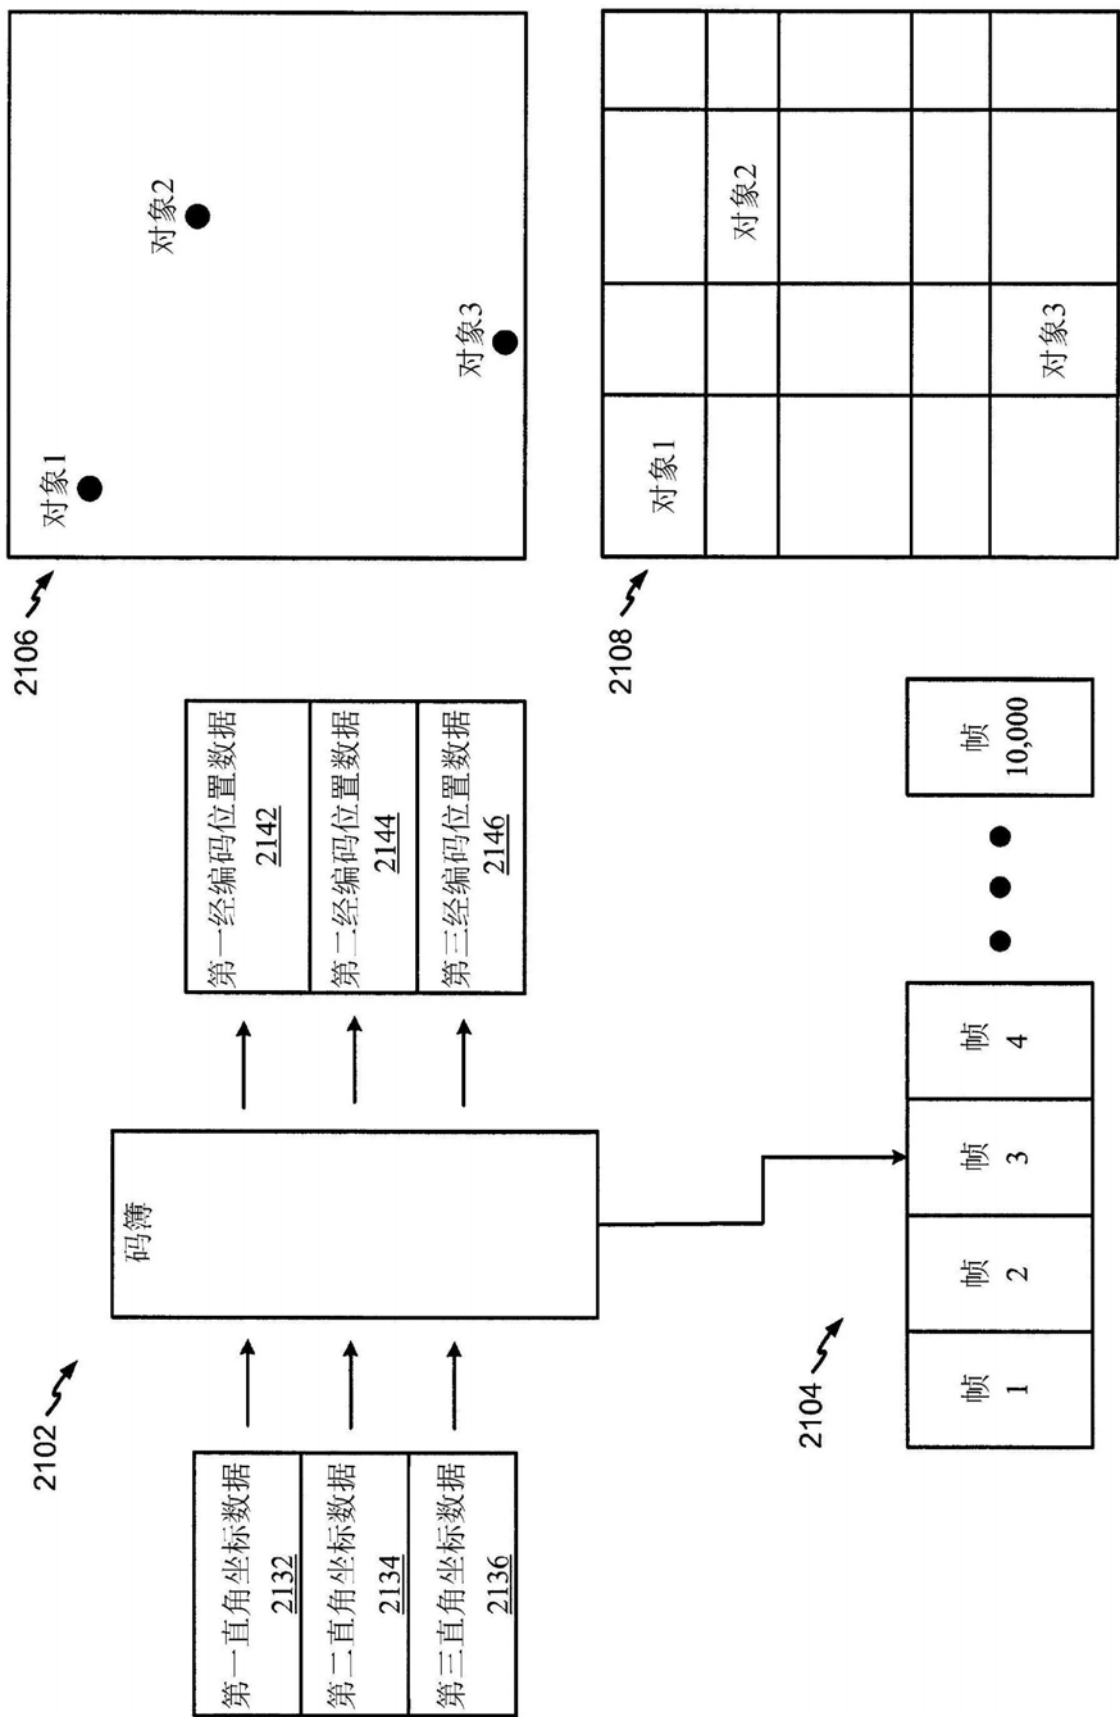 2102
第一直角坐标数据
2132
第二直角坐标数据
2134
第三直角坐标数据
2136
码簿
第一经编码位置数据
2142
第二经编码位置数据
2144
第三经编码位置数据
2146
2106
对象1
对象2
对象3
2104
帧
1
帧
2
帧
3
帧
4
帧
10,000
2108
对象1
对象2
对象3